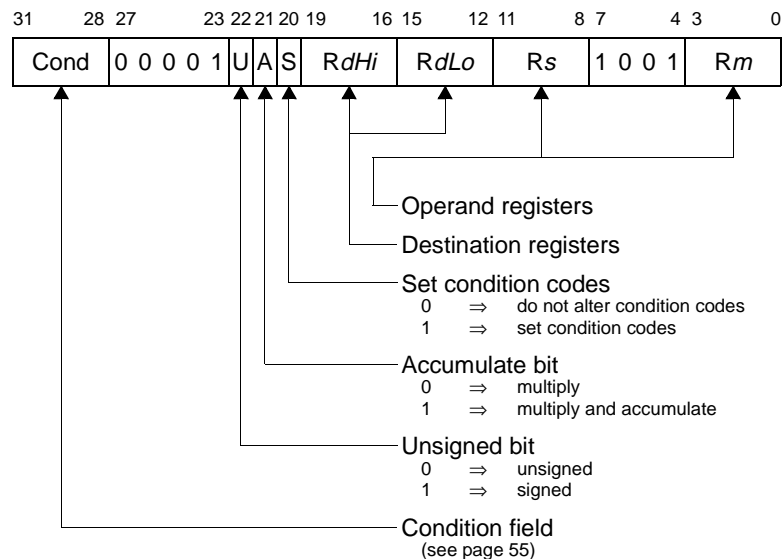 31 28 27 23 22 21 20 19 16 15 12 11 8 7 4 3 0
Cond 0 0 0 0 1 U A S RdHi RdLo Rs 1 0 0 1 Rm
Operand registers
Destination registers
Set condition codes
0 ⇒ do not alter condition codes
1 ⇒ set condition codes
Accumulate bit
0 ⇒ multiply
1 ⇒ multiply and accumulate
Unsigned bit
0 ⇒ unsigned
1 ⇒ signed
Condition field
(see page 55)